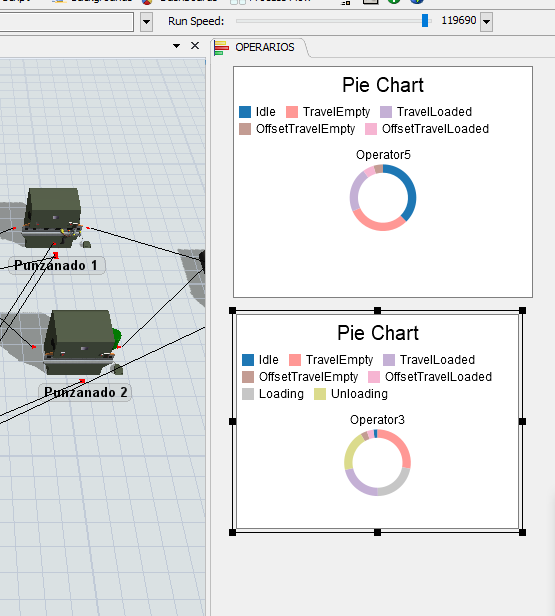 Run Speed: 119690
OPERARIOS
Pie Chart
Idle TravelEmpty TravelLoaded
OffsetTravelEmpty OffsetTravelLoaded
Operator5
Punzanado 1
Punzanado 2
Pie Chart
Idle TravelEmpty TravelLoaded
OffsetTravelEmpty OffsetTravelLoaded
Loading Unloading
Operator3